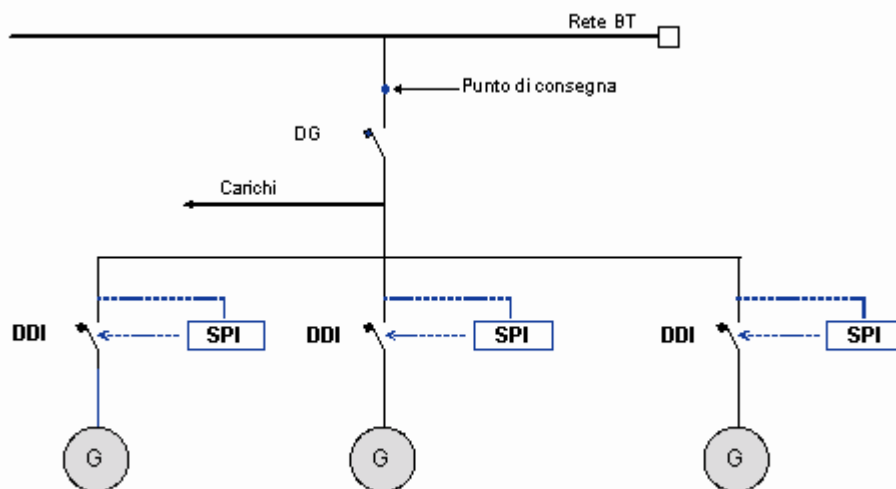 Rete BT
Punto di consegna
DG
Carichi
DDI
SPI
DDI
SPI
DDI
SPI
G
G
G